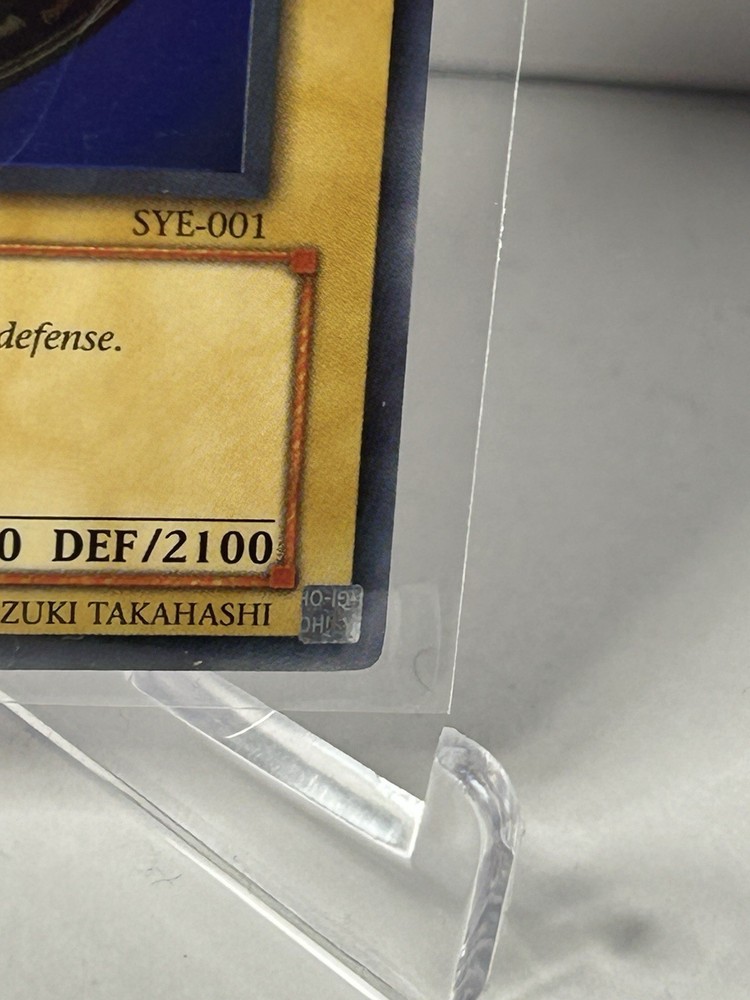 SYE-001
defense.
0 DEF/2100
ZUKI TAKAHASHI